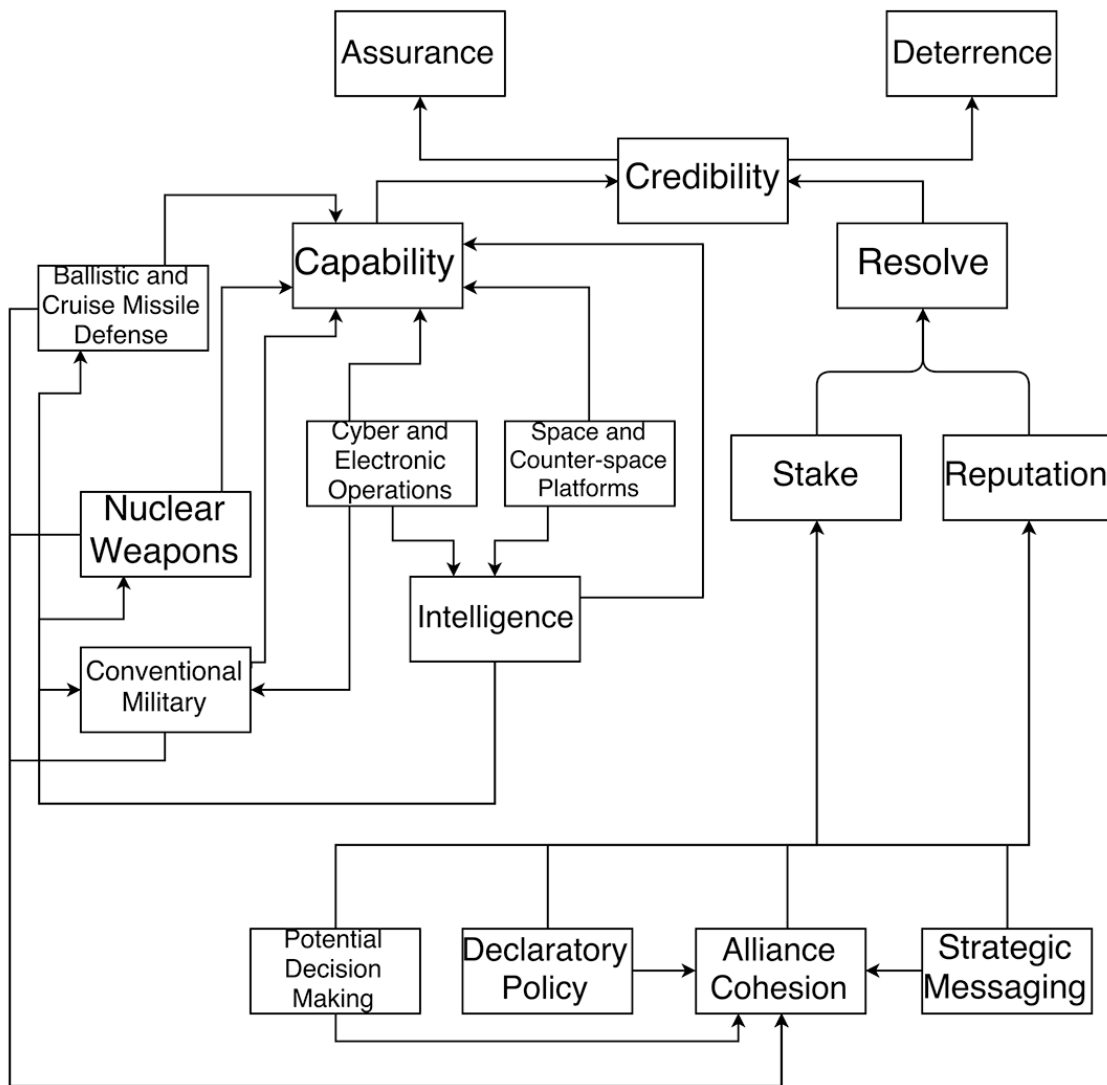 Assurance
Deterrence
Credibility
Capability
Resolve
Ballistic and
Cruise Missile
Defense
Cyber and
Electronic
Operations
Space and
Counter-space
Platforms
Stake
Reputation
Nuclear
Weapons
Intelligence
Conventional
Military
Potential
Decision
Making
Declaratory
Policy
Alliance
Cohesion
Strategic
Messaging